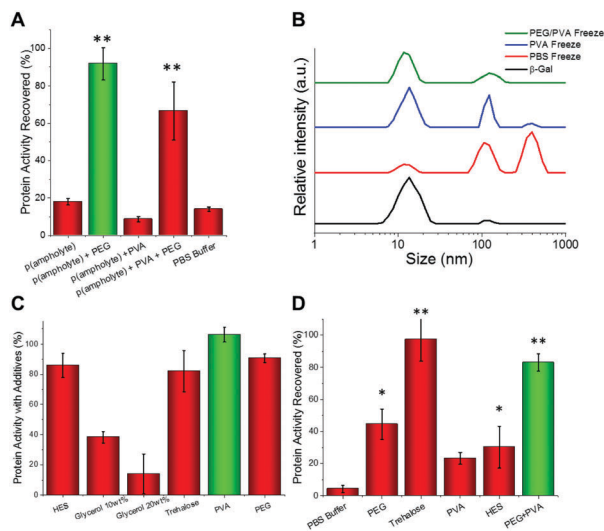 A
Protein Activity Recovered (%)
100
80
60
40
20
0
**
**
p(ampholyte)
p(ampholyte) + PEG
p(ampholyte) +PVA
p(ampholyte) + PVA + PEG
PBS Buffer
B
Relative intensity (a.u.)
PEG/PVA Freeze
PVA Freeze
PBS Freeze
β-Gal
1
10
100
1000
Size (nm)
C
Protein Activity with Additives (%)
100
80
60
40
20
0
HES
Glycerol 10wt%
Glycerol 20wt%
Trehalose
PVA
PEG
D
Protein Activity Recovered (%)
100
80
60
40
20
0
*
**
*
**
PBS Buffer
PEG
Trehalose
PVA
HES
PEG+PVA